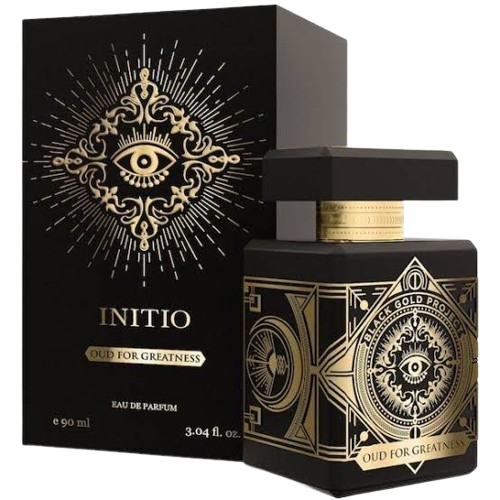 INITIO
OUD FOR GREATNESS
EAU DE PARFUM
e 90 ml
3.04 fl. oz.
BLACK GOLD PROJECT
OUD FOR GREATNESS